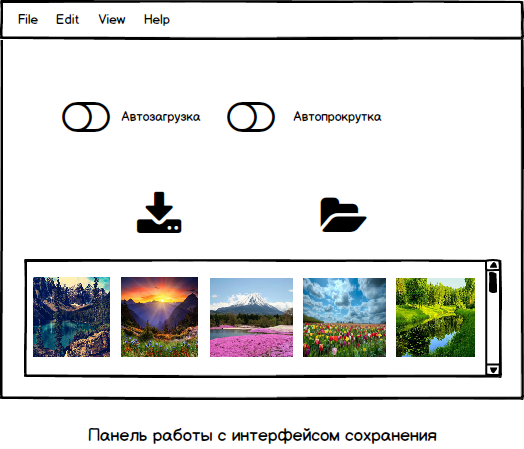 File Edit View Help
Автозагрузка Автопрокрутка
Панель работы с интерфейсом сохранения